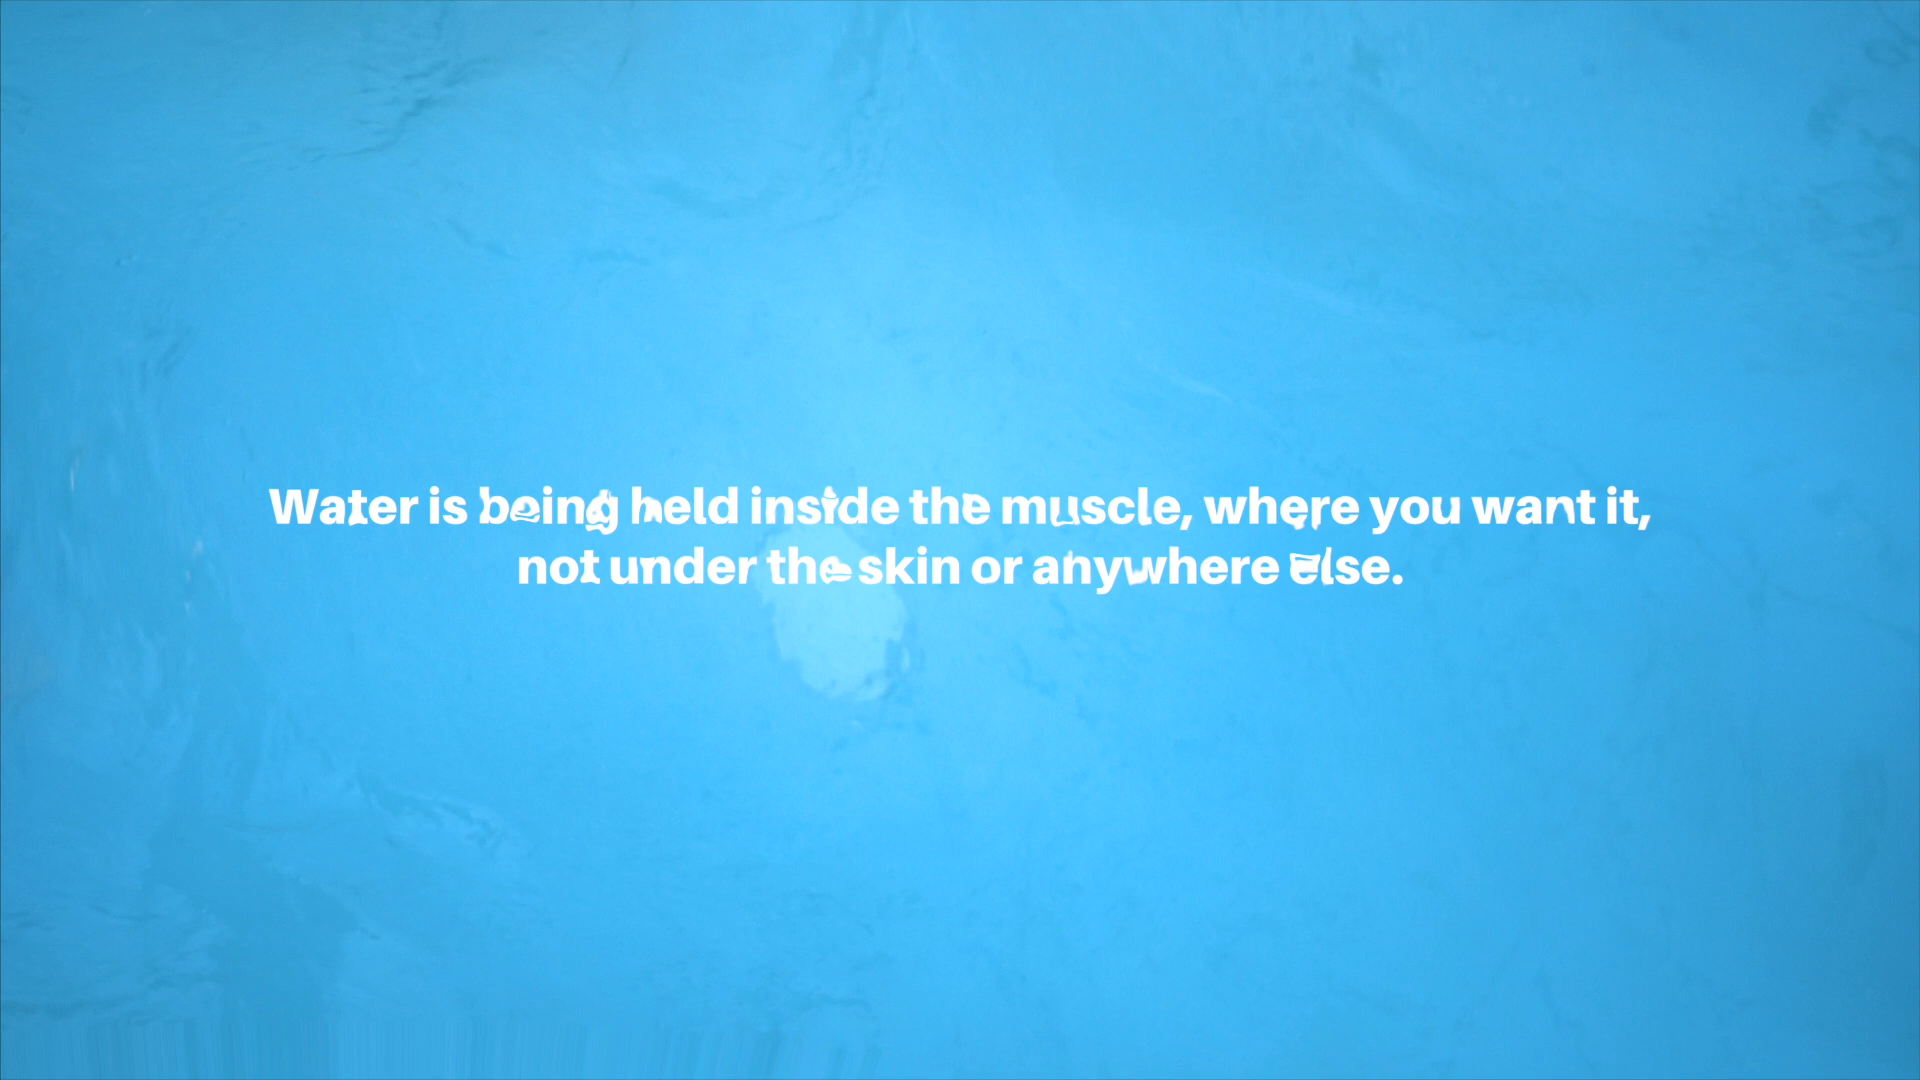 Water is being held inside the muscle, where you want it,
not under the skin or anywhere else.